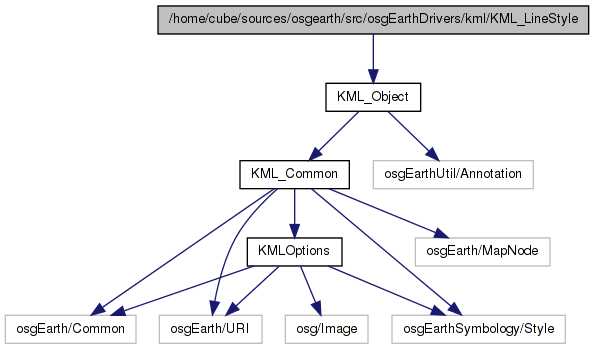 /home/cube/sources/osgearth/src/osgEarthDrivers/kml/KML_LineStyle
KML_Object
KML_Common
osgEarthUtil/Annotation
KMLOptions
osgEarth/MapNode
osgEarth/Common
osgEarth/URI
osg/Image
osgEarthSymbology/Style